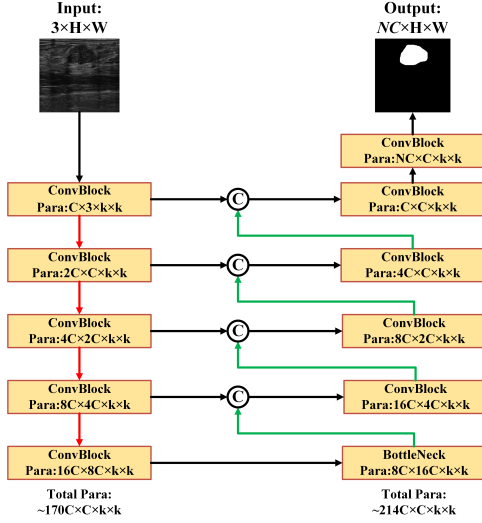 Input:
3×H×W
Output:
NC×H×W
ConvBlock
Para:NC×C×k×k
ConvBlock
Para:C×3×k×k
C
ConvBlock
Para:C×C×k×k
ConvBlock
Para:2C×C×k×k
C
ConvBlock
Para:4C×C×k×k
ConvBlock
Para:4C×2C×k×k
C
ConvBlock
Para:8C×2C×k×k
ConvBlock
Para:8C×4C×k×k
C
ConvBlock
Para:16C×4C×k×k
ConvBlock
Para:16C×8C×k×k
BottleNeck
Para:8C×16C×k×k
Total Para:
~170C×C×k×k
Total Para:
~214C×C×k×k